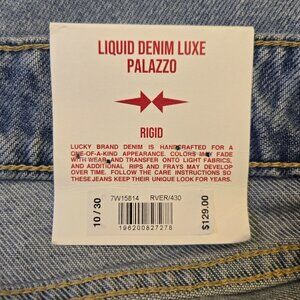 LIQUID DENIM LUXE
PALAZZO
RIGID
LUCKY BRAND DENIM IS HANDCRAFTED FOR A
ONE-OF-A-KIND APPEARANCE. COLORS MAY FADE
WITH WEAR AND TRANSFER ONTO LIGHT FABRICS,
AND ADDITIONAL RIPS AND FRAYS MAY DEVELOP
OVER TIME. FOLLOW THE CARE INSTRUCTIONS SO
THESE JEANS KEEP THEIR UNIQUE LOOK FOR YEARS.
10 / 30
7W15814 RVER/430
196200827278
$129.00